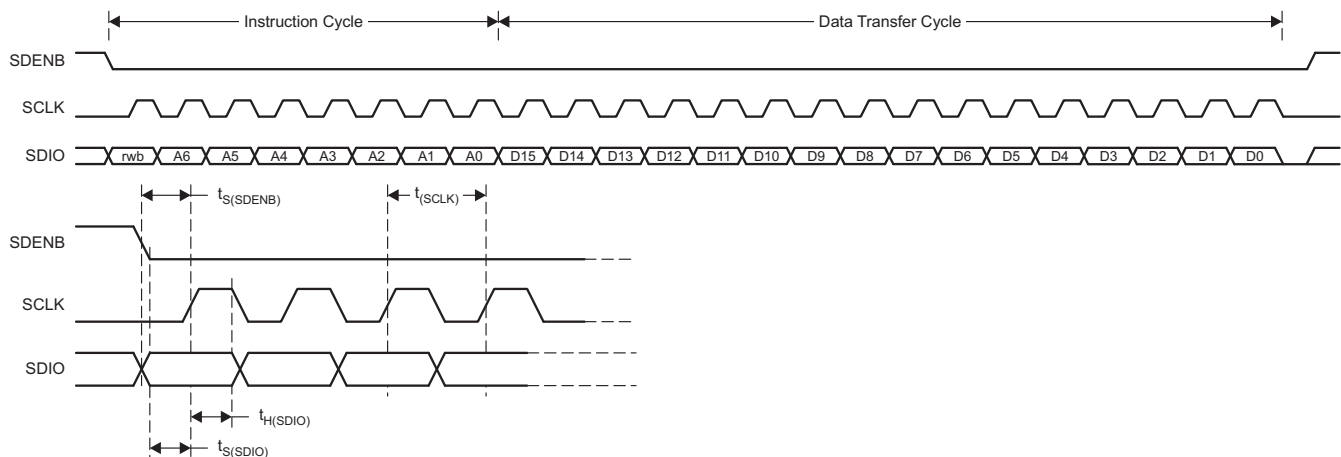 Instruction Cycle Data Transfer Cycle
SDENB
SCLK
SDIO rwb A6 A5 A4 A3 A2 A1 A0 D15 D14 D13 D12 D11 D10 D9 D8 D7 D6 D5 D4 D3 D2 D1 D0
tS(SDENB) t(SCLK)
SDENB
SCLK
SDIO
tH(SDIO)
tS(SDIO)